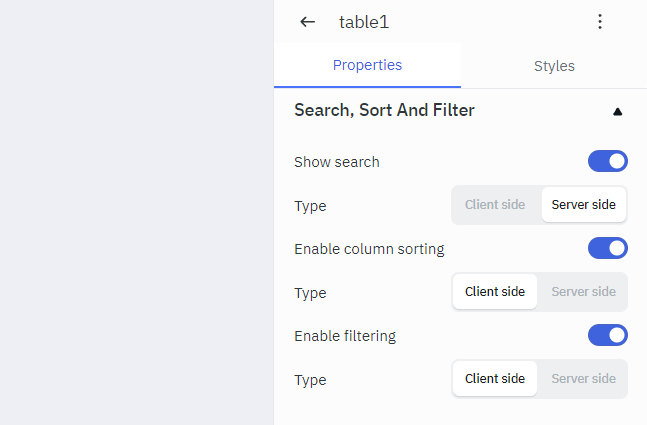 table1
Properties
Styles
Search, Sort And Filter
Show search
Type
Client side
Server side
Enable column sorting
Type
Client side
Server side
Enable filtering
Type
Client side
Server side